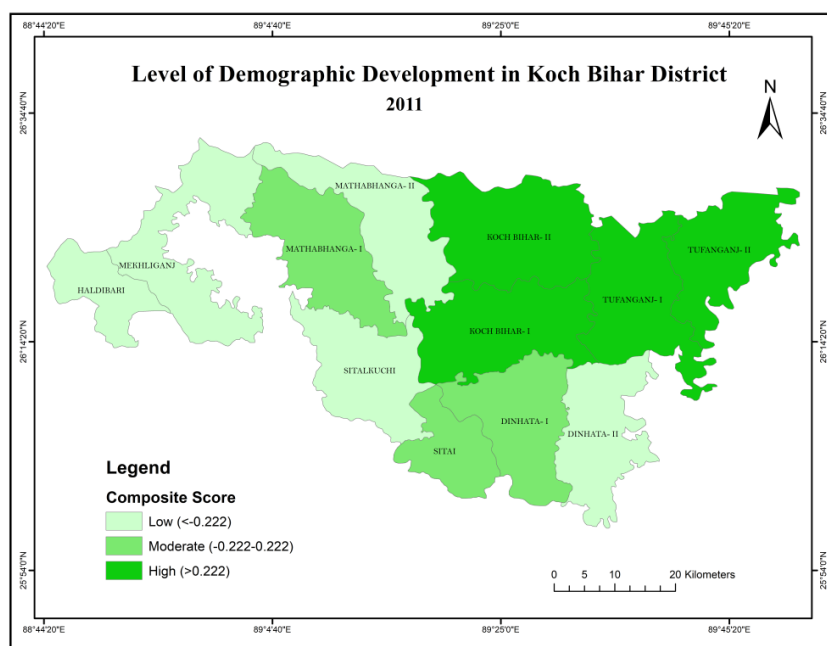 88°44'20"E 89°4'40"E 89°25'0"E 89°45'20"E
Level of Demographic Development in Koch Bihar District
2011
N
26°34'40"N 26°34'40"N
MATHABHANGA- II
KOCH BIHAR- II
MATHABHANGA- I
TUFANGANJ- II
MEKHLIGANJ
HALDIBARI
TUFANGANJ- I
KOCH BIHAR- I
26°14'20"N 26°14'20"N
SITALKUCHI
DINHATA- I
DINHATA- II
SITAI
Legend
Composite Score
Low (<-0.222)
Moderate (-0.222-0.222)
High (>0.222)
25°54'0"N 25°54'0"N
0 5 10 20 Kilometers
88°44'20"E 89°4'40"E 89°25'0"E 89°45'20"E